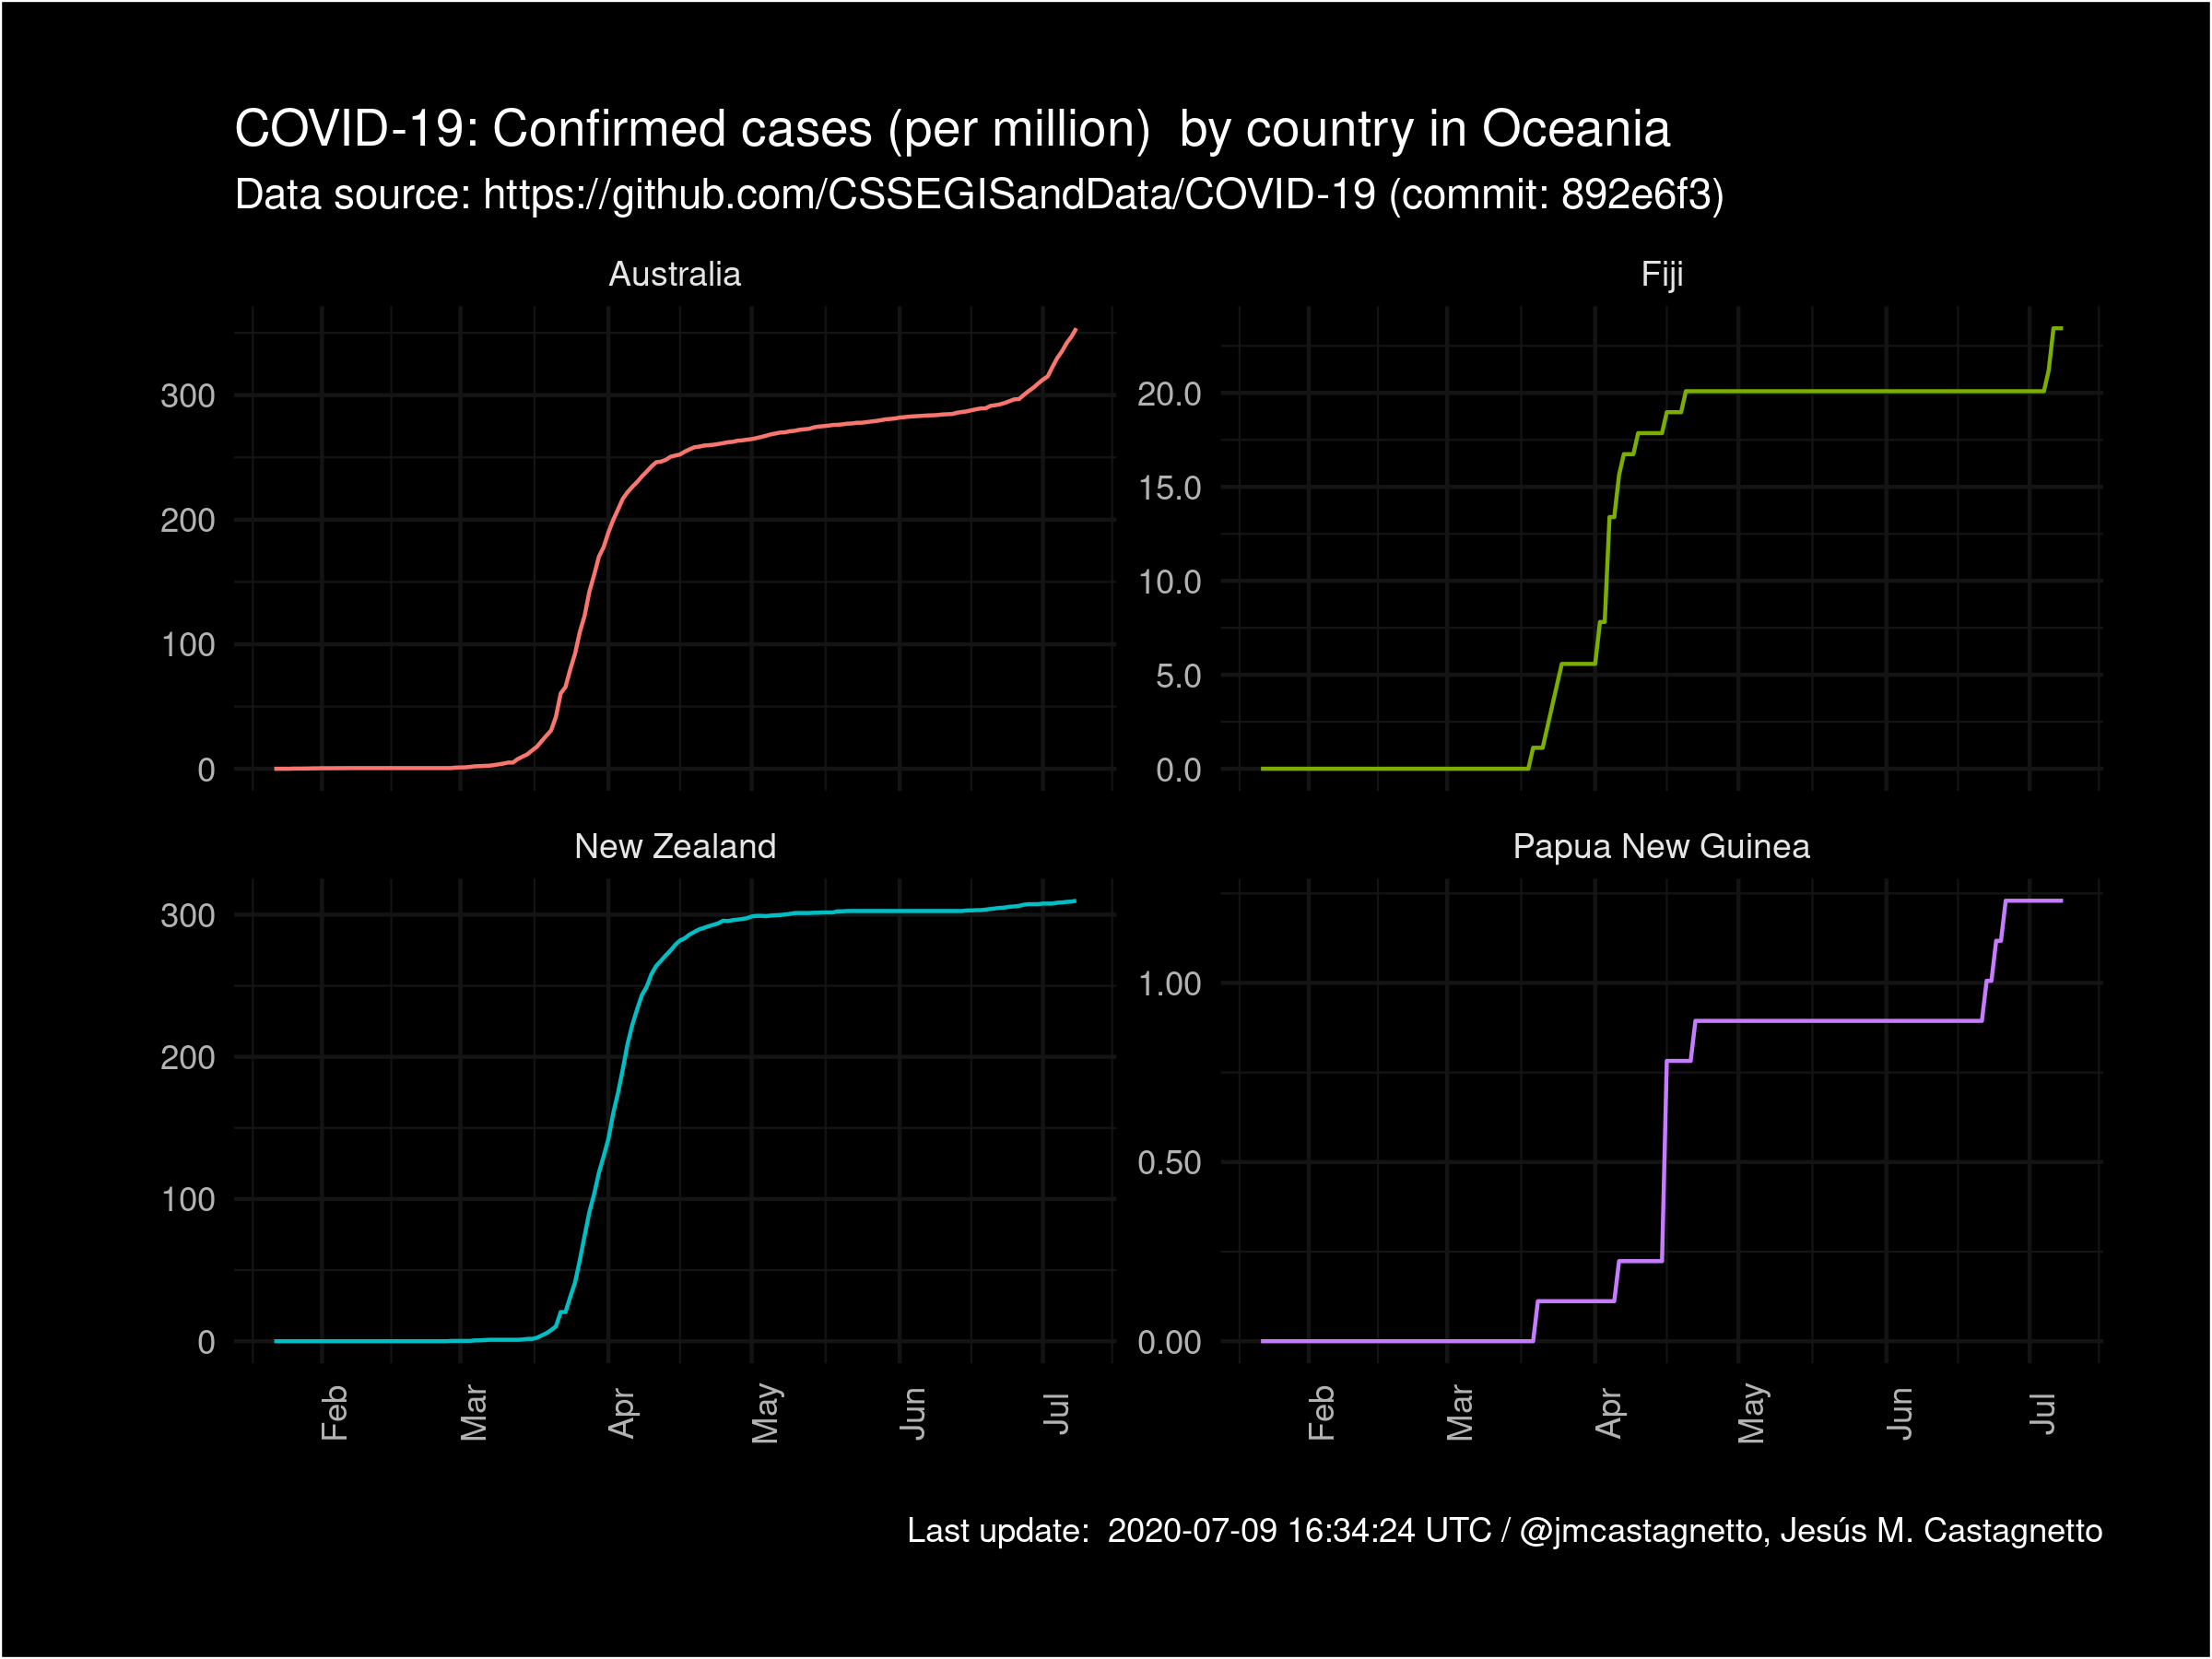 COVID-19: Confirmed cases (per million)  by country in Oceania
Data source: https://github.com/CSSEGISandData/COVID-19 (commit: 892e6f3)
Australia
300
200
100
0
Fiji
20.0
15.0
10.0
5.0
0.0
New Zealand
300
200
100
0
Feb Mar Apr May Jun Jul
Papua New Guinea
1.00
0.50
0.00
Feb Mar Apr May Jun Jul
Last update:  2020-07-09 16:34:24 UTC / @jmcastagnetto, Jesús M. Castagnetto